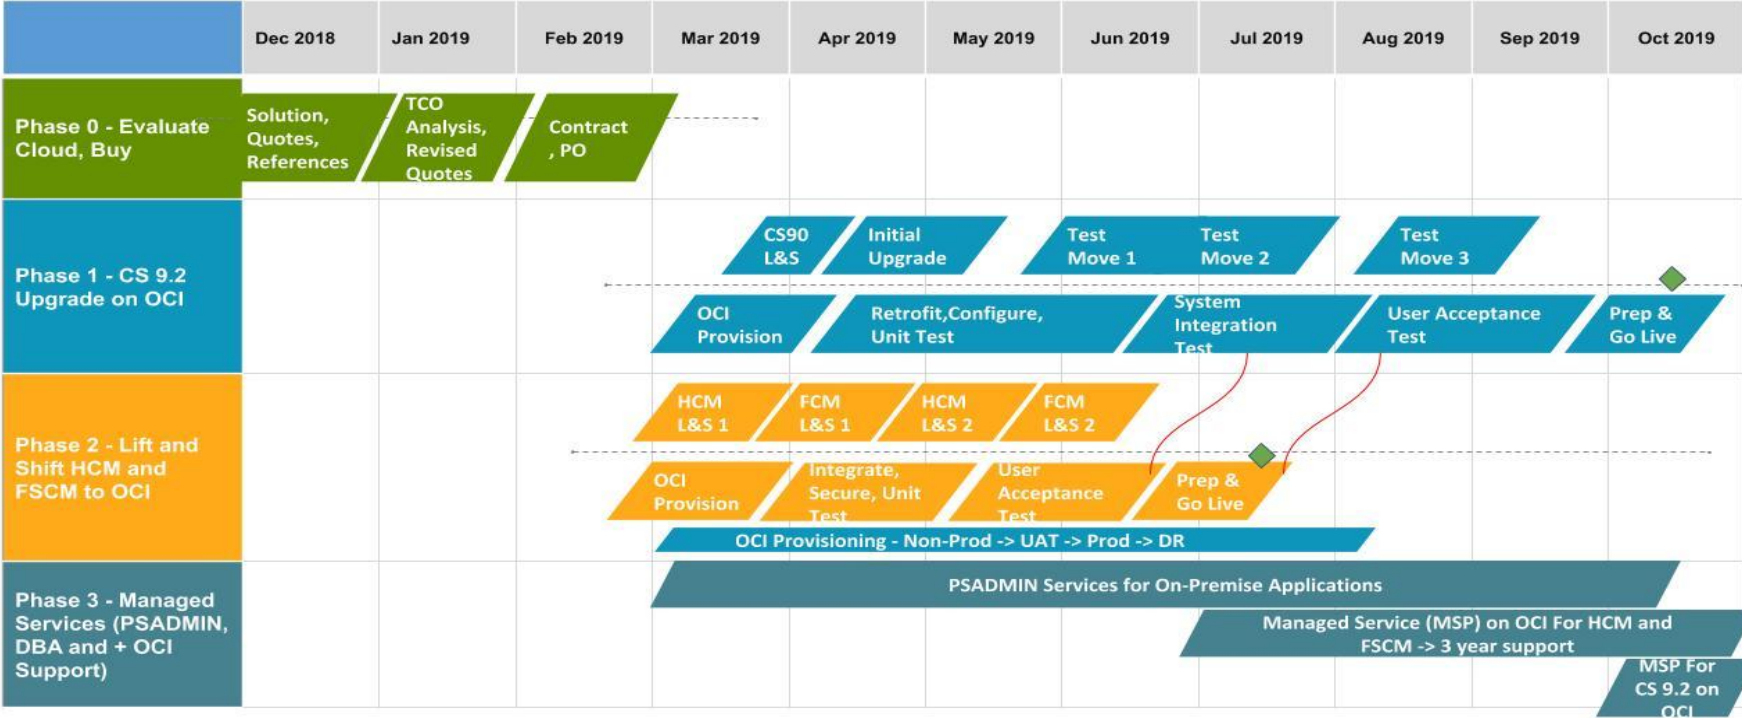 Dec 2018
Jan 2019
Feb 2019
Mar 2019
Apr 2019
May 2019
Jun 2019
Jul 2019
Aug 2019
Sep 2019
Oct 2019
Phase 0 - Evaluate
Cloud, Buy
Solution,
Quotes,
References
TCO
Analysis,
Revised
Quotes
Contract
, PO
Phase 1 - CS 9.2
Upgrade on OCI
CS90
L&S
Initial
Upgrade
Test
Move 1
Test
Move 2
Test
Move 3
OCI
Provision
Retrofit,Configure,
Unit Test
System
Integration
Test
User Acceptance
Test
Prep &
Go Live
Phase 2 - Lift and
Shift HCM and
FSCM to OCI
HCM
L&S 1
FCM
L&S 1
HCM
L&S 2
FCM
L&S 2
OCI
Provision
Integrate,
Secure, Unit
Test
User
Acceptance
Test
Prep &
Go Live
OCI Provisioning - Non-Prod -> UAT -> Prod -> DR
Phase 3 - Managed
Services (PSADMIN,
DBA and + OCI
Support)
PSADMIN Services for On-Premise Applications
Managed Service (MSP) on OCI For HCM and
FSCM -> 3 year support
MSP For
CS 9.2 on
OCI